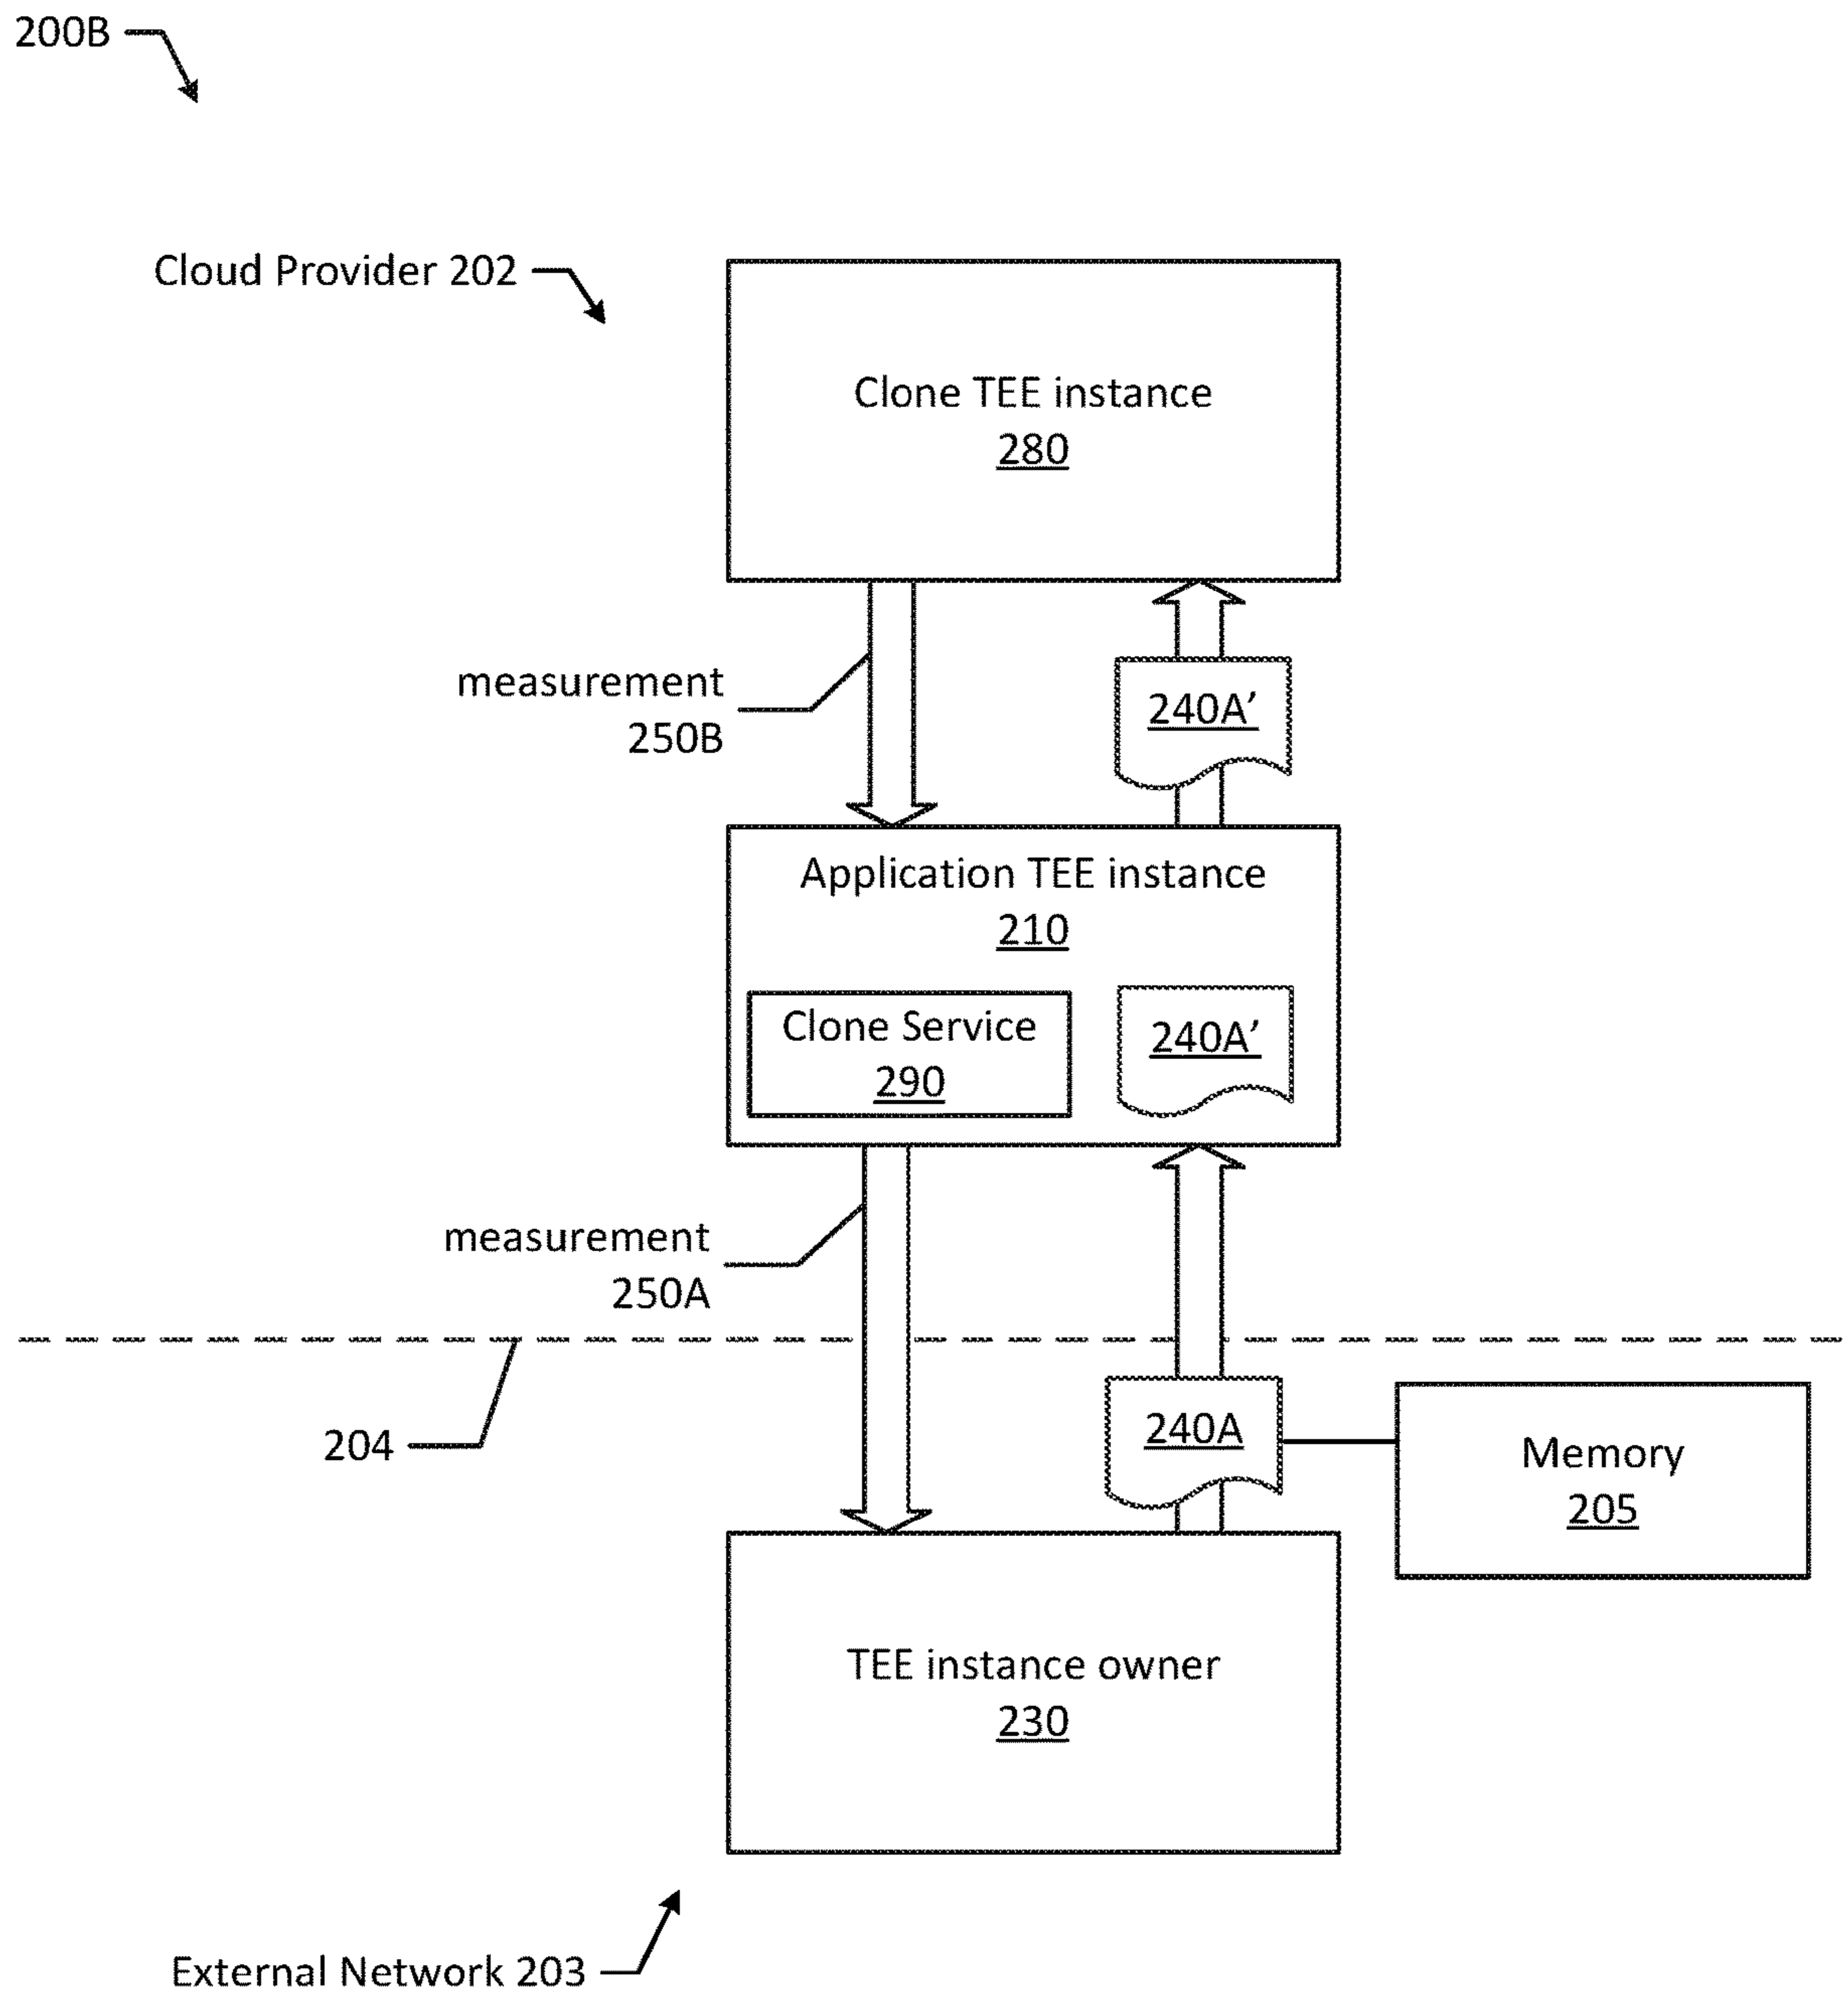 200B
Cloud Provider 202
Clone TEE instance
280
measurement
250B
240A’
Application TEE instance
210
Clone Service
290
240A’
measurement
250A
204
240A
Memory
205
TEE instance owner
230
External Network 203